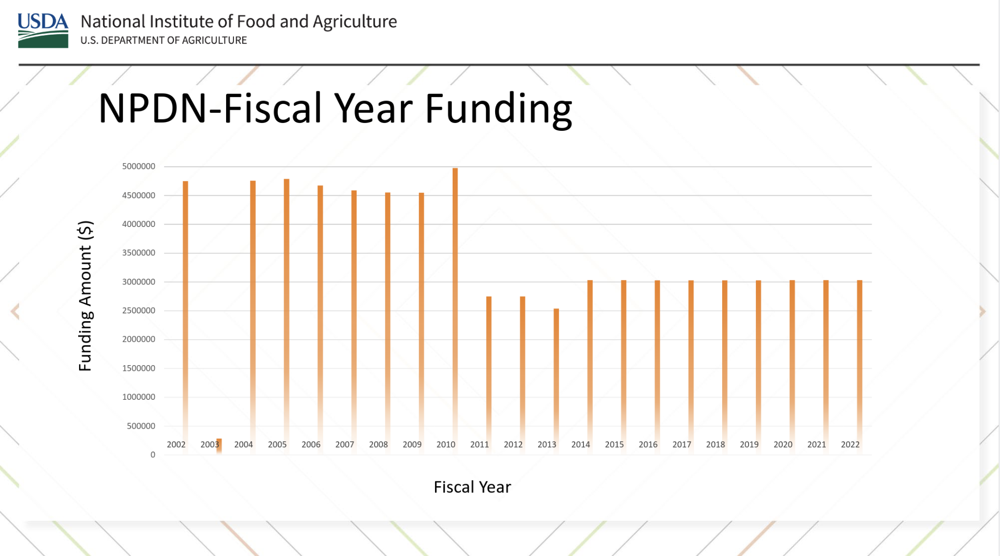 USDA
National Institute of Food and Agriculture
U.S. DEPARTMENT OF AGRICULTURE
NPDN-Fiscal Year Funding
Funding Amount ($)
5000000
4500000
4000000
3500000
3000000
2500000
2000000
1500000
1000000
500000
0
2002 2003 2004 2005 2006 2007 2008 2009 2010 2011 2012 2013 2014 2015 2016 2017 2018 2019 2020 2021 2022
Fiscal Year